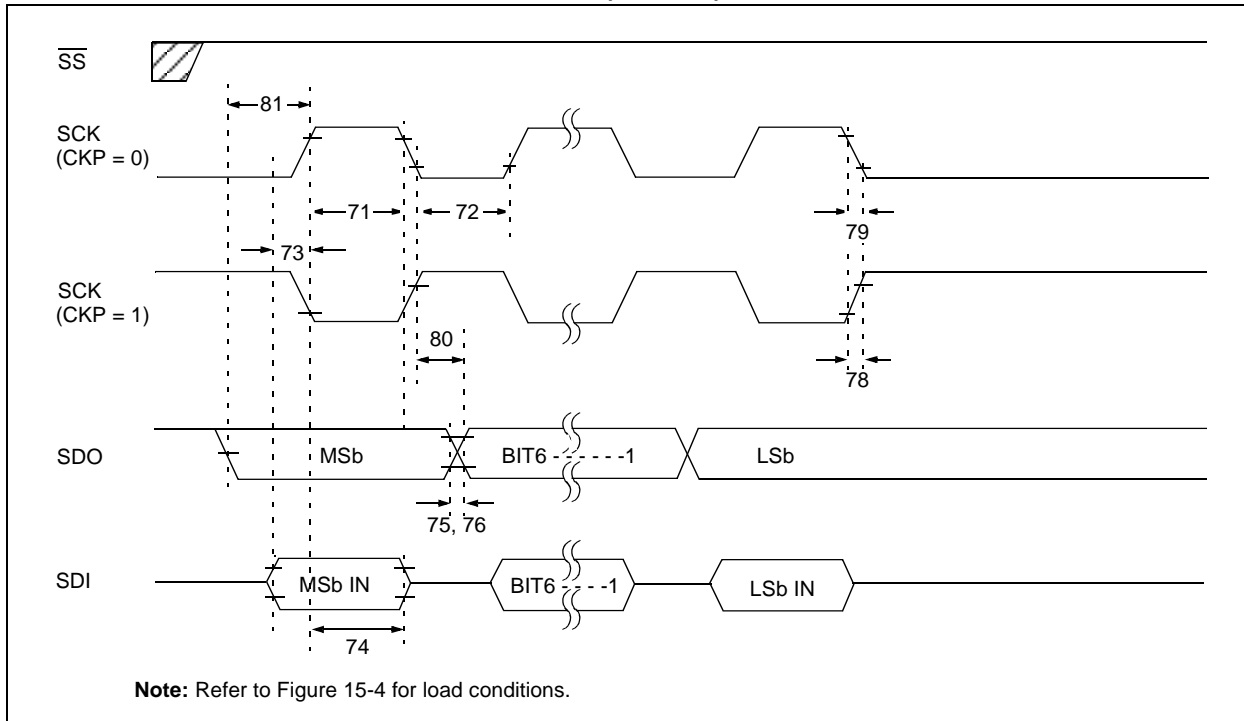 SS
81
SCK
(CKP = 0)
71
72
79
73
SCK
(CKP = 1)
80
78
SDO
MSb
BIT6 - - - - - -1
LSb
75, 76
SDI
MSb IN
BIT6 - - - -1
LSb IN
74
Note: Refer to Figure 15-4 for load conditions.